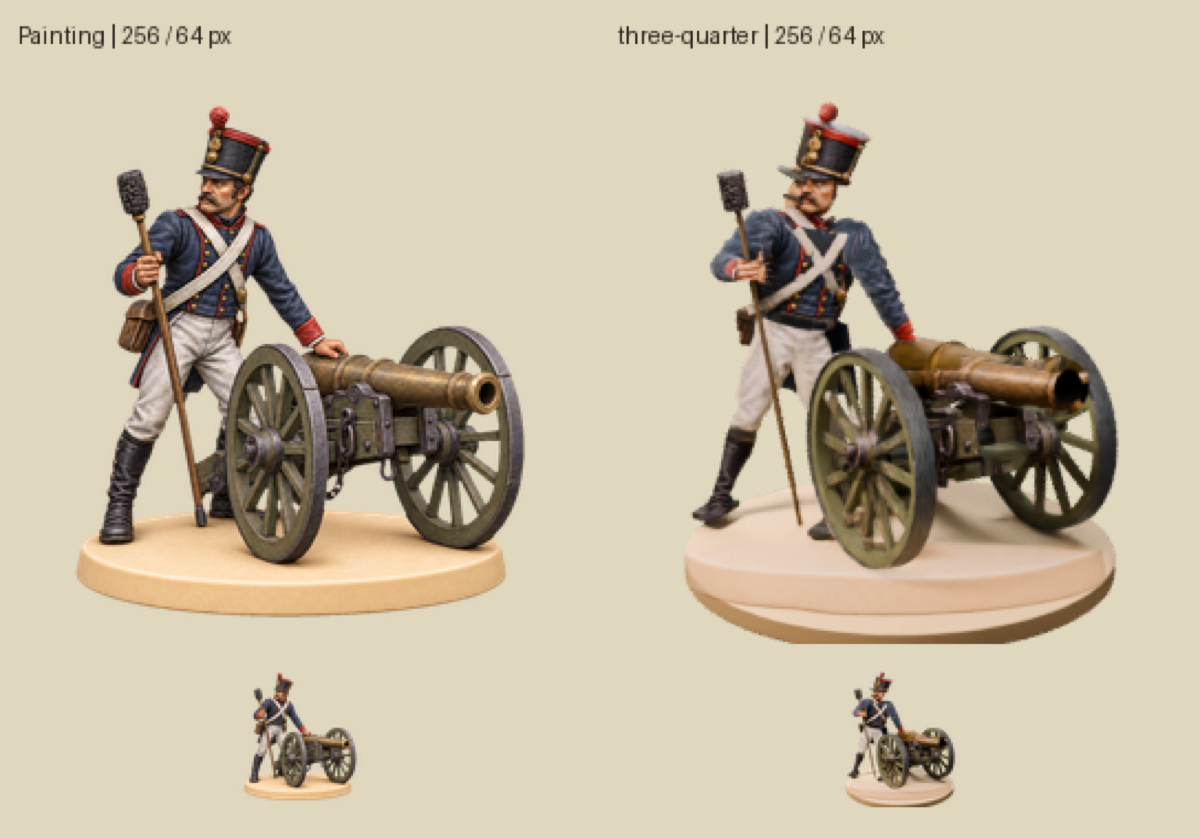 Painting | 256 / 64 px
three-quarter | 256 / 64 px